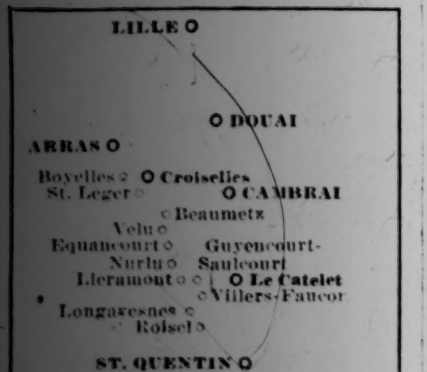 LILLE
DOUAI
ARRAS
Boyelles Croiselles
St. Leger CAMBRAI
Beaumetz
Velu
Equancourt Guyencourt-
Nurlu Saulcourt
Lieramont Le Catelet
Villers-Faucor
Longavesnes
Roisel
ST. QUENTIN